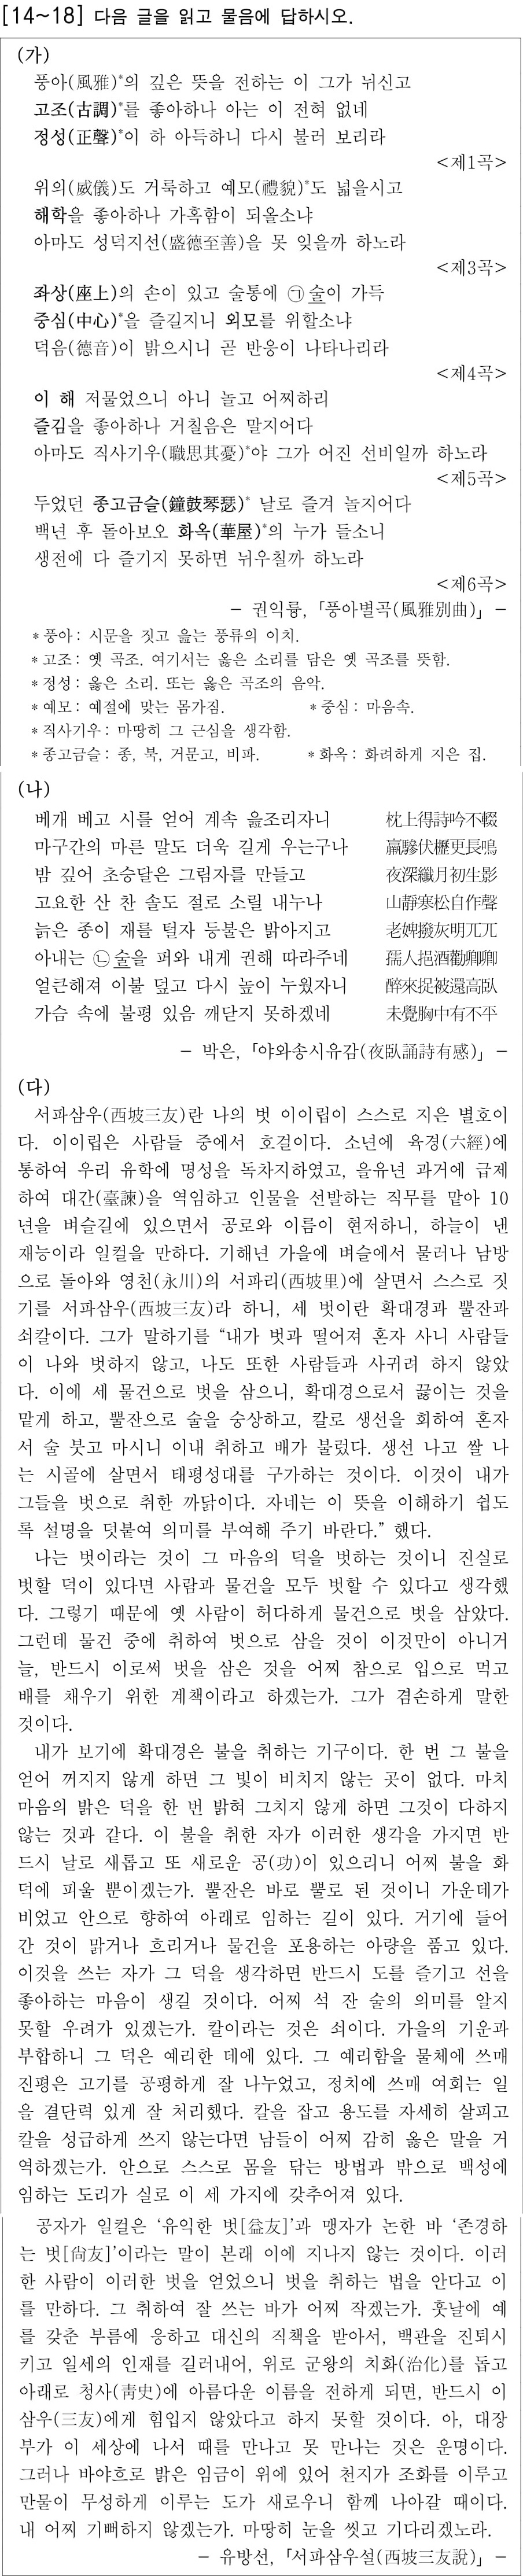 [14~18] 다음 글을 읽고 물음에 답하시오.
(가)
풍아(風雅)*의 깊은 뜻을 전하는 이 그가 뉘신고
고조(古調)*를 좋아하나 아는 이 전혀 없네
정성(正聲)*이 하 아득하니 다시 불러 보리라
<제1곡>
위의(威儀)도 거룩하고 예모(禮貌)*도 넓을시고
해학을 좋아하나 가혹함이 되올소냐
아마도 성덕지선(盛德至善)을 못 잊을까 하노라
<제3곡>
좌상(座上)의 손이 있고 술통에 ㉠술이 가득
중심(中心)*을 즐길지니 외모를 위할소냐
덕음(德音)이 밝으시니 곧 반응이 나타나리라
<제4곡>
이 해 저물었으니 아니 놀고 어찌하리
즐김을 좋아하나 거칠음은 말지어다
아마도 직사기우(職思其憂)*야 그가 어진 선비일까 하노라
<제5곡>
두었던 종고금슬(鐘鼓琴瑟)* 날로 즐겨 놀지어다
백년 후 돌아보오 화옥(華屋)*의 누가 들소니
생전에 다 즐기지 못하면 뉘우칠까 하노라
<제6곡>
- 권익륭, 「풍아별곡(風雅別曲)」 -
* 풍아 : 시문을 짓고 읊는 풍류의 이치.
* 고조 : 옛 곡조. 여기서는 옳은 소리를 담은 옛 곡조를 뜻함.
* 정성 : 옳은 소리. 또는 옳은 곡조의 음악.
* 예모 : 예절에 맞는 몸가짐. * 중심 : 마음속.
* 직사기우 : 마땅히 그 근심을 생각함.
* 종고금슬 : 종, 북, 거문고, 비파. * 화옥 : 화려하게 지은 집.
(나)
베개 베고 시를 얻어 계속 읊조리자니 枕上得詩吟不輟
마구간의 마른 말도 더욱 길게 우는구나 羸驂伏櫪更長鳴
밤 깊어 초승달은 그림자를 만들고 夜深纖月初生影
고요한 산 찬 솔도 절로 소릴 내누나 山靜寒松自作聲
늙은 종이 재를 털자 등불은 밝아지고 老婢撥灰明兀兀
아내는 ㉡술을 퍼와 내게 권해 따라주네 孺人挹酒勸卿卿
얼큰해져 이불 덮고 다시 높이 누웠자니 醉來捉被還高臥
가슴 속에 불평 있음 깨닫지 못하겠네 未覺胸中有不平
- 박은, 「야와송시유감(夜臥誦詩有感)」 -
(다)
서파삼우(西坡三友)란 나의 벗 이이립이 스스로 지은 별호이
다. 이이립은 사람들 중에서 호걸이다. 소년에 육경(六經)에
통하여 우리 유학에 명성을 독차지하였고, 을유년 과거에 급제
하여 대간(臺諫)을 역임하고 인물을 선발하는 직무를 맡아 10
년을 벼슬길에 있으면서 공로와 이름이 현저하니, 하늘이 낸
재능이라 일컬을 만하다. 기해년 가을에 벼슬에서 물러나 남방
으로 돌아와 영천(永川)의 서파리(西坡里)에 살면서 스스로 짓
기를 서파삼우(西坡三友)라 하니, 세 벗이란 확대경과 뿔잔과
쇠칼이다. 그가 말하기를 “내가 벗과 떨어져 혼자 사니 사람들
이 나와 벗하지 않고, 나도 또한 사람들과 사귀려 하지 않았
다. 이에 세 물건으로 벗을 삼으니, 확대경으로서 끓이는 것을
맡게 하고, 뿔잔으로 술을 숭상하고, 칼로 생선을 회하여 혼자
서 술 붓고 마시니 이내 취하고 배가 불렀다. 생선 나고 쌀 나
는 시골에 살면서 태평성대를 구가하는 것이다. 이것이 내가
그들을 벗으로 취한 까닭이다. 자네는 이 뜻을 이해하기 쉽도
록 설명을 덧붙여 의미를 부여해 주기 바란다.” 했다.
나는 벗이라는 것이 그 마음의 덕을 벗하는 것이니 진실로
벗할 덕이 있다면 사람과 물건을 모두 벗할 수 있다고 생각했
다. 그렇기 때문에 옛 사람이 허다하게 물건으로 벗을 삼았다.
그런데 물건 중에 취하여 벗으로 삼을 것이 이것만이 아니거
늘, 반드시 이로써 벗을 삼은 것을 어찌 참으로 입으로 먹고
배를 채우기 위한 계책이라고 하겠는가. 그가 겸손하게 말한
것이다.
내가 보기에 확대경은 불을 취하는 기구이다. 한 번 그 불을
얻어 꺼지지 않게 하면 그 빛이 비치지 않는 곳이 없다. 마치
마음의 밝은 덕을 한 번 밝혀 그치지 않게 하면 그것이 다하지
않는 것과 같다. 이 불을 취한 자가 이러한 생각을 가지면 반
드시 날로 새롭고 또 새로운 공(功)이 있으리니 어찌 불을 화
덕에 피울 뿐이겠는가. 뿔잔은 바로 뿔로 된 것이니 가운데가
비었고 안으로 향하여 아래로 임하는 길이 있다. 거기에 들어
간 것이 맑거나 흐리거나 물건을 포용하는 아량을 품고 있다.
이것을 쓰는 자가 그 덕을 생각하면 반드시 도를 즐기고 선을
좋아하는 마음이 생길 것이다. 어찌 석 잔 술의 의미를 알지
못할 우려가 있겠는가. 칼이라는 것은 쇠이다. 가을의 기운과
부합하니 그 덕은 예리한 데에 있다. 그 예리함을 물체에 쓰매
진평은 고기를 공평하게 잘 나누었고, 정치에 쓰매 여회는 일
을 결단력 있게 잘 처리했다. 칼을 잡고 용도를 자세히 살피고
칼을 성급하게 쓰지 않는다면 남들이 어찌 감히 옳은 말을 거
역하겠는가. 안으로 스스로 몸을 닦는 방법과 밖으로 백성에
임하는 도리가 실로 이 세 가지에 갖추어져 있다.
공자가 일컬은 ‘유익한 벗[益友]’과 맹자가 논한 바 ‘존경하
는 벗[尙友]’이라는 말이 본래 이에 지나지 않는 것이다. 이러
한 사람이 이러한 벗을 얻었으니 벗을 취하는 법을 안다고 이
를 만하다. 그 취하여 잘 쓰는 바가 어찌 작겠는가. 훗날에 예
를 갖춘 부름에 응하고 대신의 직책을 받아서, 백관을 진퇴시
키고 일세의 인재를 길러내어, 위로 군왕의 치화(治化)를 돕고
아래로 청사(靑史)에 아름다운 이름을 전하게 되면, 반드시 이
삼우(三友)에게 힘입지 않았다고 하지 못할 것이다. 아, 대장
부가 이 세상에 나서 때를 만나고 못 만나는 것은 운명이다.
그러나 바야흐로 밝은 임금이 위에 있어 천지가 조화를 이루고
만물이 무성하게 이루는 도가 새로우니 함께 나아갈 때이다.
내 어찌 기뻐하지 않겠는가. 마땅히 눈을 씻고 기다리겠노라.
- 유방선, 「서파삼우설(西坡三友說)」 -